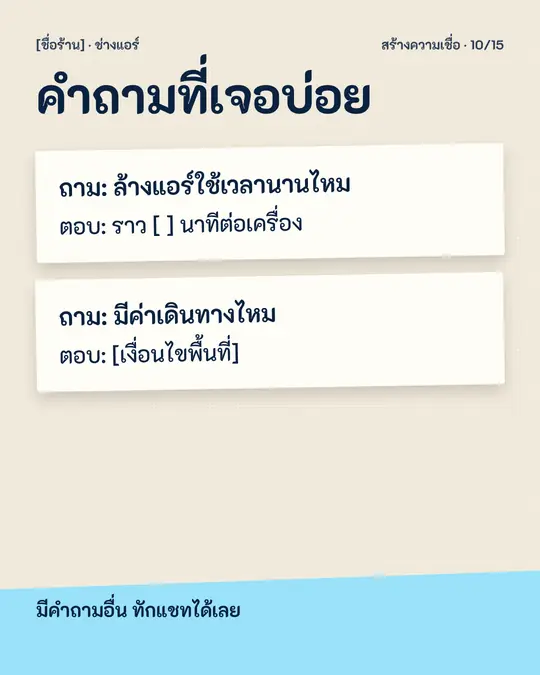 [ชื่อร้าน] · ช่างแอร์
สร้างความเชื่อ · 10/15
คำถามที่เจอบ่อย
ถาม: ล้างแอร์ใช้เวลานานไหม
ตอบ: ราว [ ] นาทีต่อเครื่อง
ถาม: มีค่าเดินทางไหม
ตอบ: [เงื่อนไขพื้นที่]
มีคำถามอื่น ทักแชทได้เลย